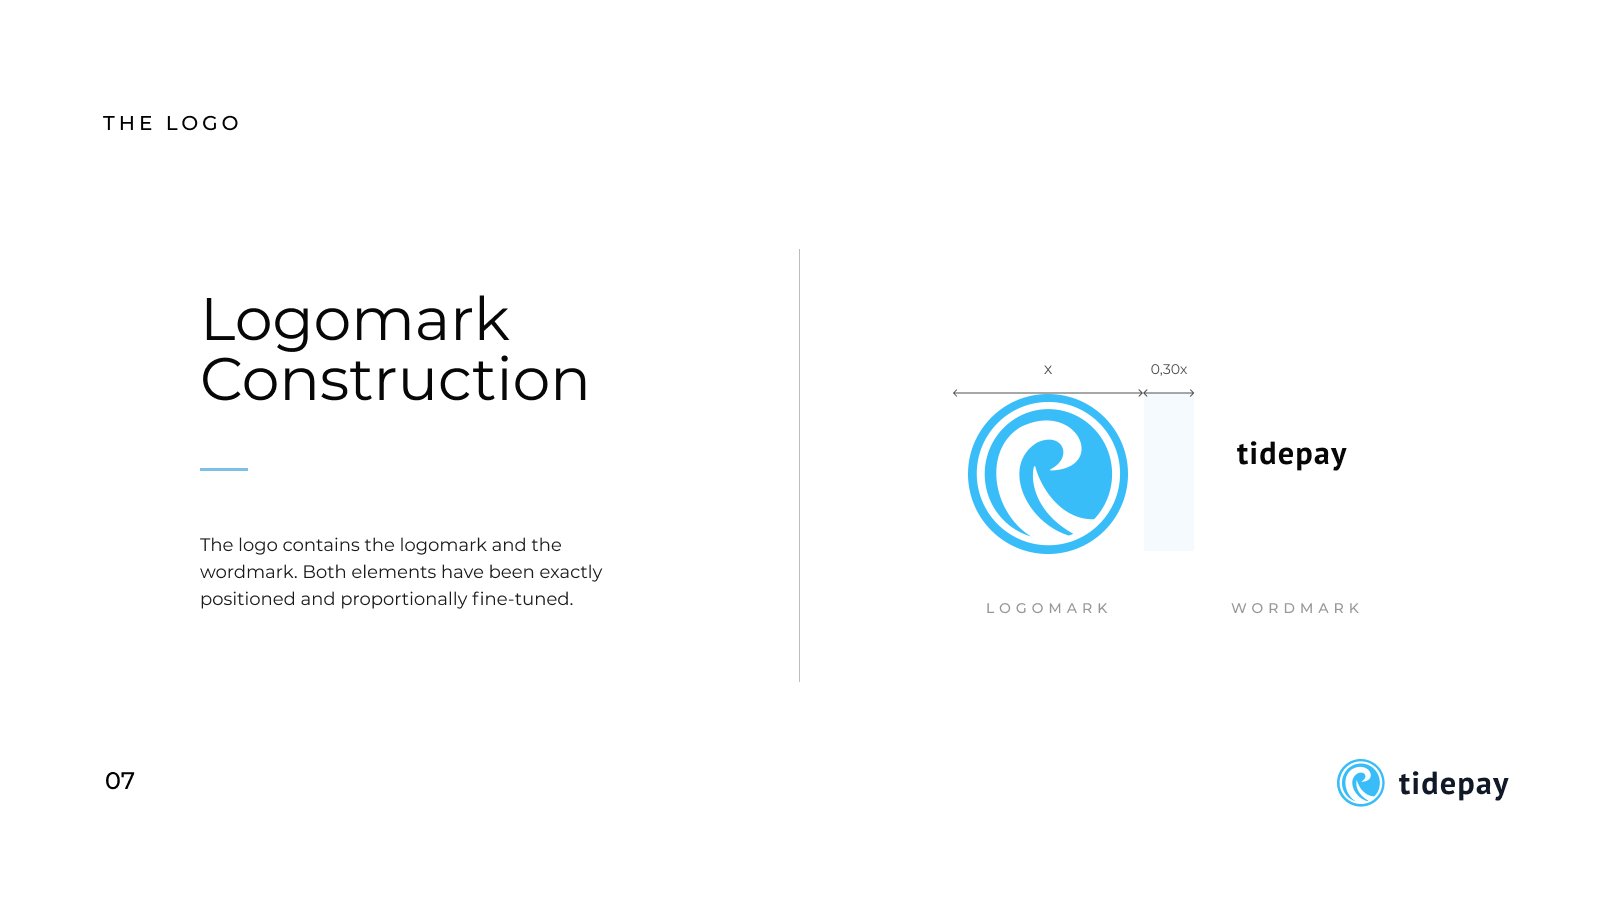 THE LOGO
Logomark
Construction
The logo contains the logomark and the
wordmark. Both elements have been exactly
positioned and proportionally fine-tuned.
x
0,30x
tidepay
LOGOMARK
WORDMARK
07
tidepay